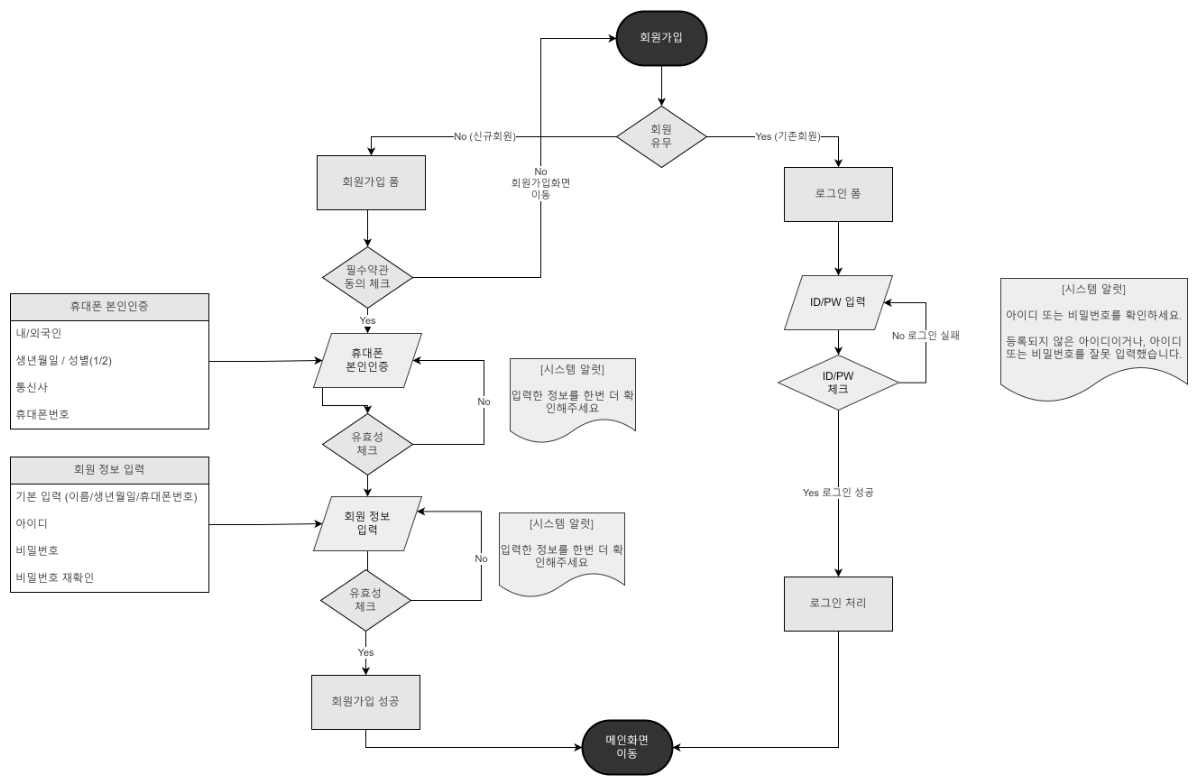 회원가입
회원
유무
No (신규회원)
Yes (기존회원)
회원가입 폼
No
회원가입화면
이동
로그인 폼
필수약관
동의 체크
Yes
휴대폰 본인인증
내/외국인
생년월일 / 성별(1/2)
통신사
휴대폰번호
휴대폰
본인인증
No
유효성
체크
[시스템 알럿]
입력한 정보를 한번 더 확
인해주세요
ID/PW 입력
No 로그인 실패
ID/PW
체크
[시스템 알럿]
아이디 또는 비밀번호를 확인하세요.
등록되지 않은 아이디이거나, 아이디
또는 비밀번호를 잘못 입력했습니다.
회원 정보 입력
기본 입력 (이름/생년월일/휴대폰번호)
아이디
비밀번호
비밀번호 재확인
회원 정보
입력
No
유효성
체크
[시스템 알럿]
입력한 정보를 한번 더 확
인해주세요
Yes 로그인 성공
로그인 처리
Yes
회원가입 성공
메인화면
이동